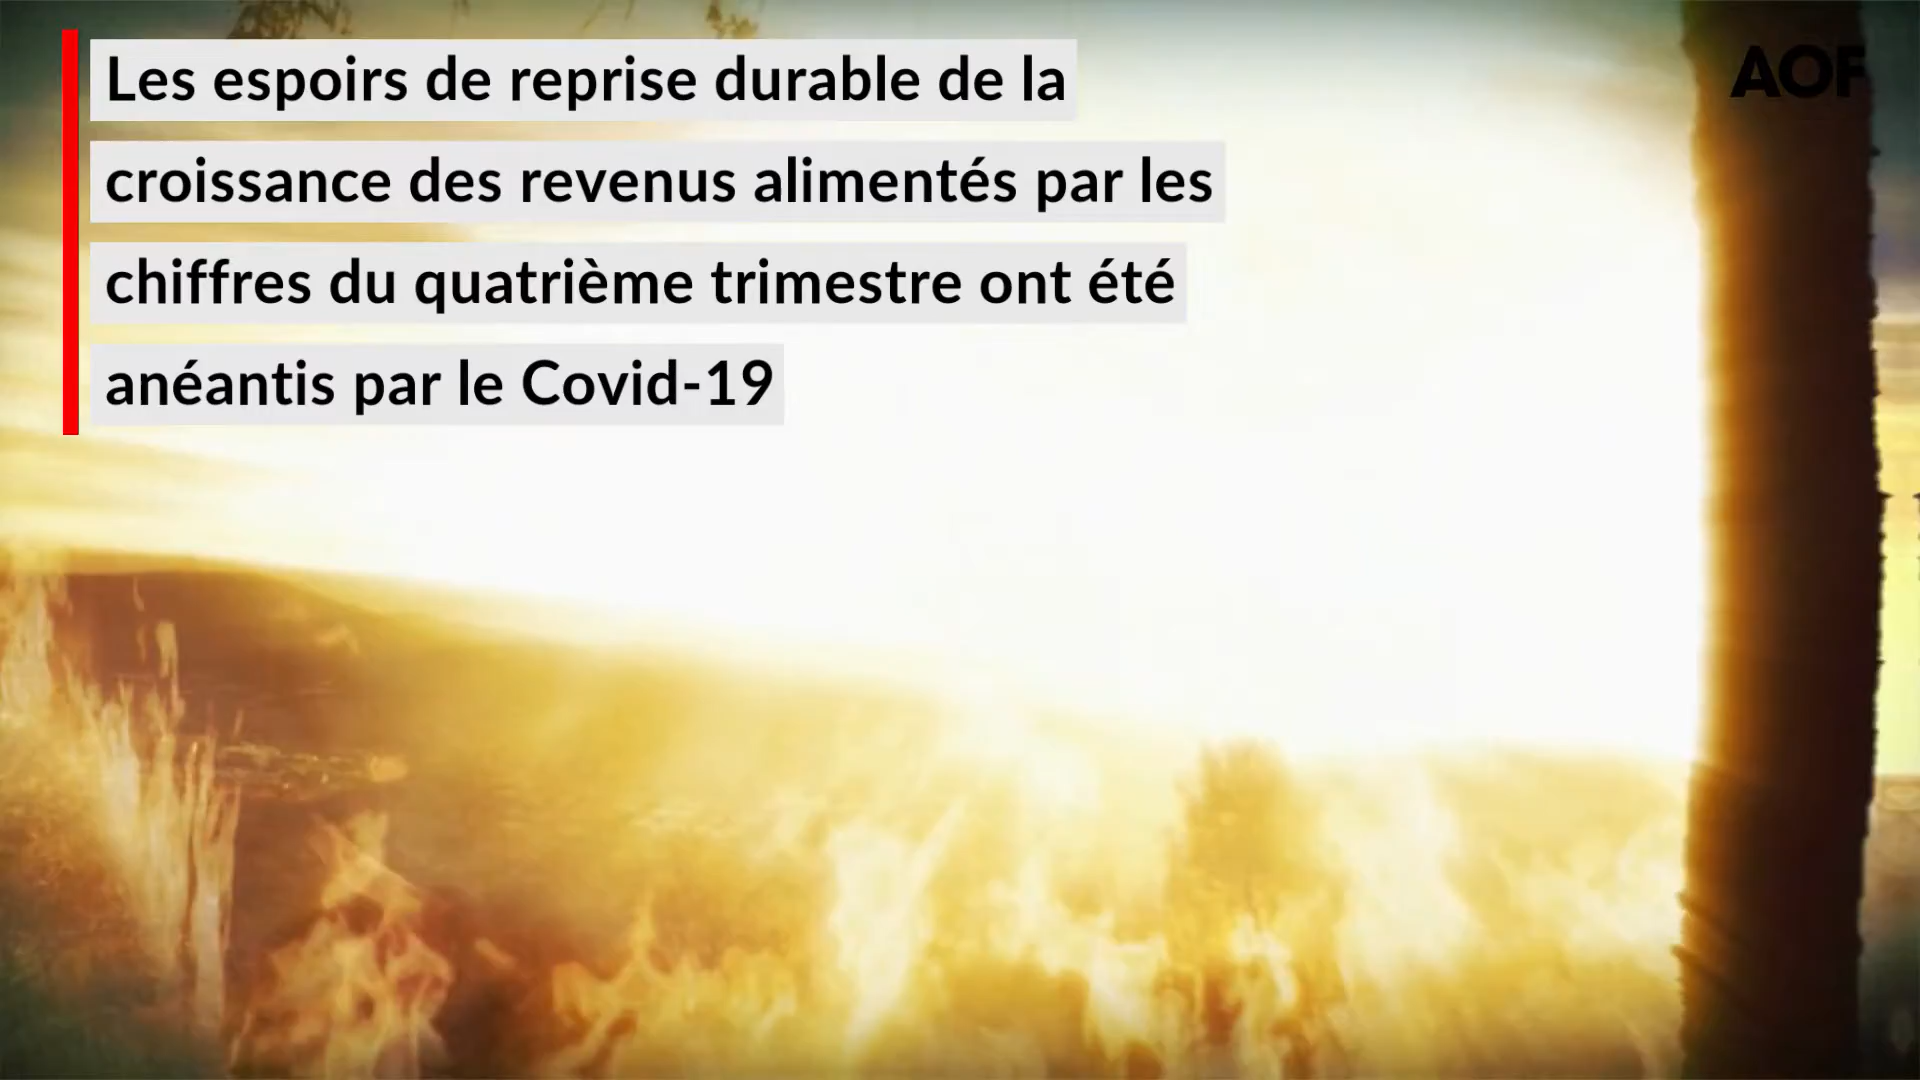 Les espoirs de reprise durable de la
croissance des revenus alimentés par les
chiffres du quatrième trimestre ont été
anéantis par le Covid-19
AOF